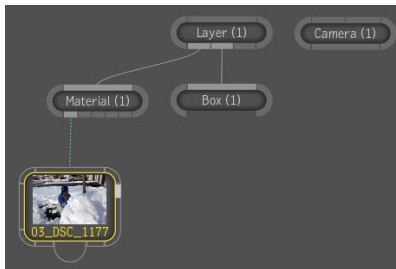 Layer (1)
Camera (1)
Material (1)
Box (1)
03_DSC_1177